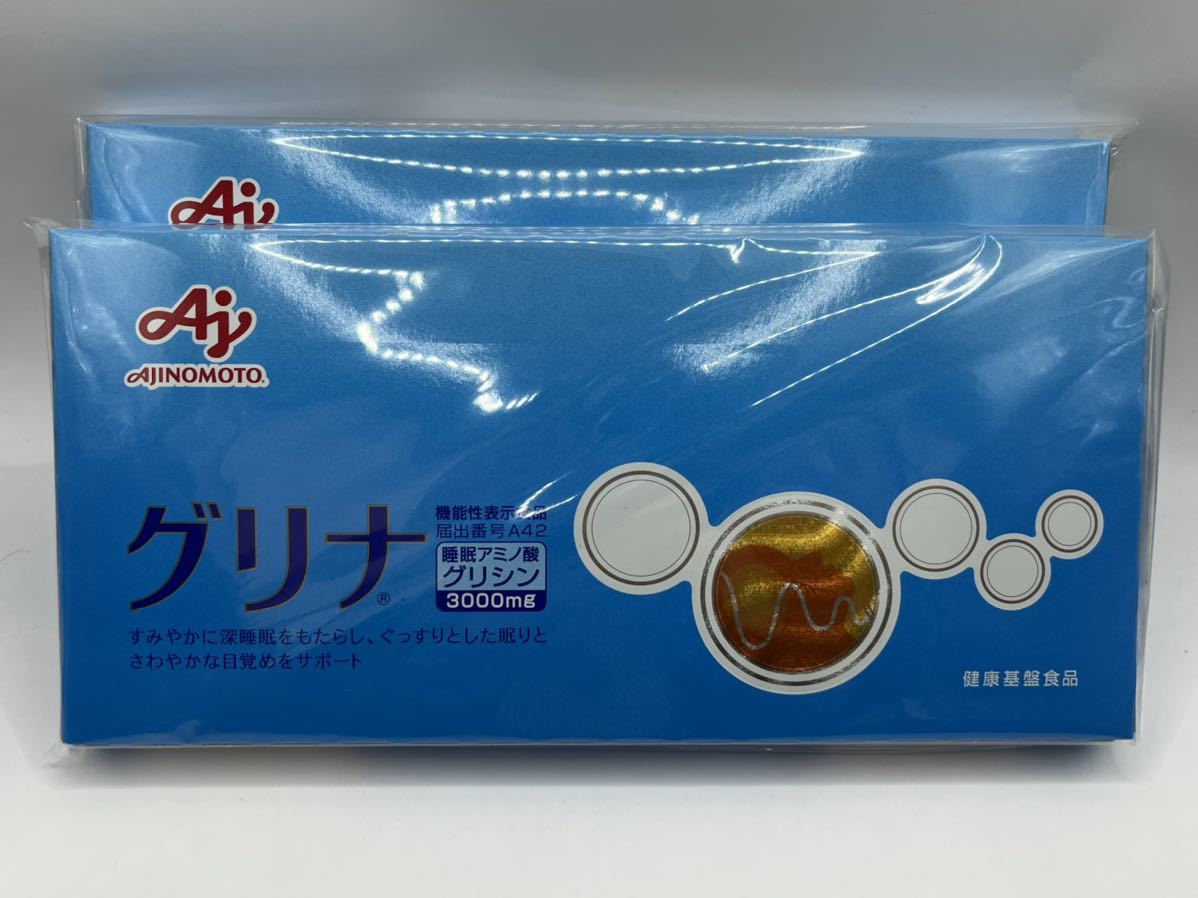 Aj
Aj
AJINOMOTO®
グリナ®
機能性表示食品
届出番号A42
睡眠アミノ酸
グリシン
3000mg
すみやかに深睡眠をもたらし、ぐっすりとした眠りと
さわやかな目覚めをサポート
健康基盤食品